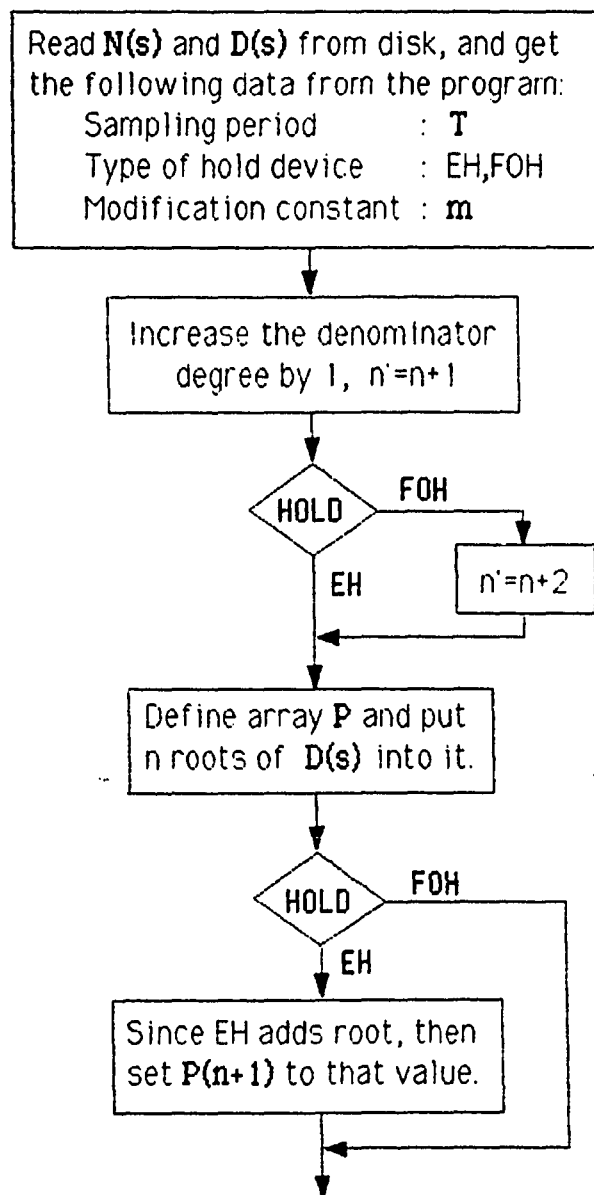 Read N(s) and D(s) from disk, and get
the following data from the program:
Sampling period : T
Type of hold device : EH,FOH
Modification constant : m
Increase the denominator
degree by 1, n'=n+1
HOLD
FOH
EH
n'=n+2
Define array P and put
n roots of D(s) into it.
HOLD
FOH
EH
Since EH adds root, then
set P(n+1) to that value.